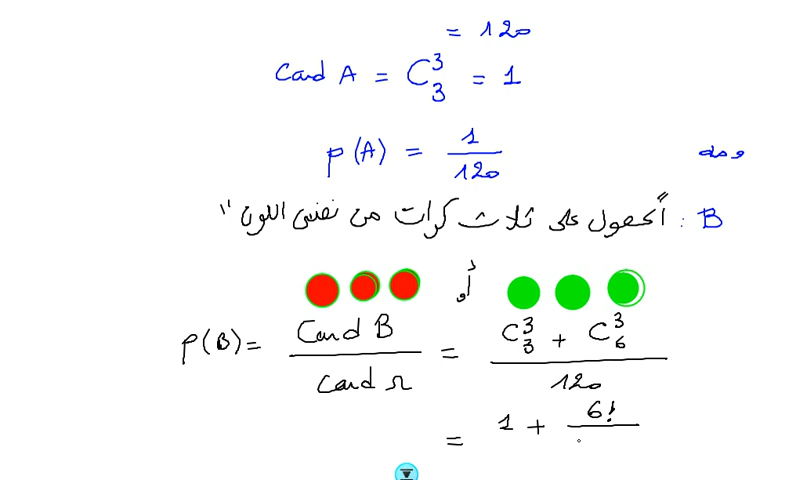 = 120
Card A = C₃³ = 1
ومنه p(A) = 1/120
B : "الحصول على ثلاث كرات من نفس اللون"
أو
p(B) = Card B / Card Ω = C₃³ + C₆³ / 120
= 1 + 6!